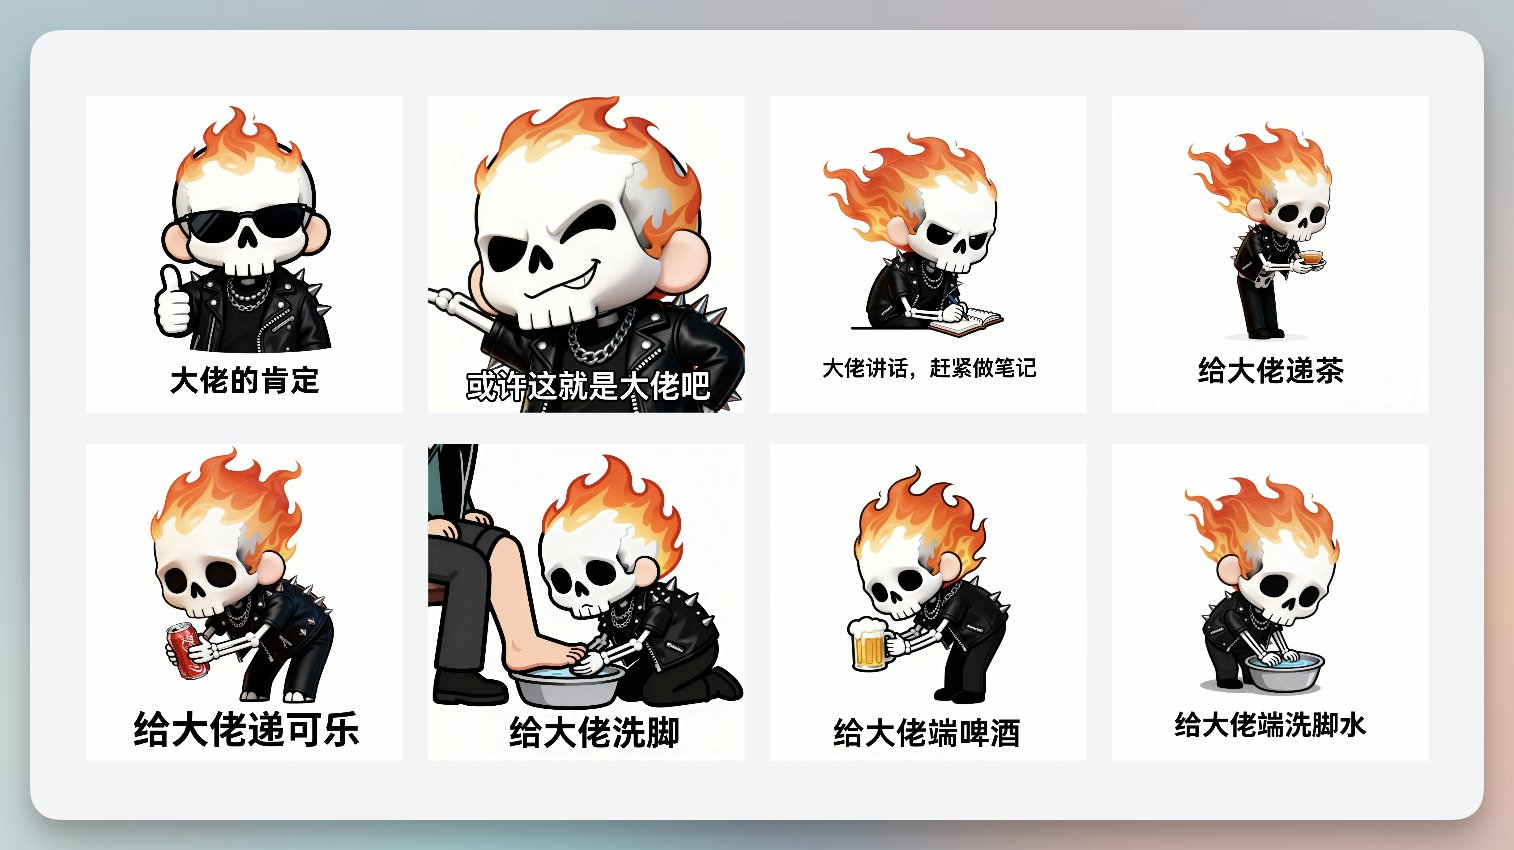 大佬的肯定
或许这就是大佬吧
大佬讲话，赶紧做笔记
给大佬递茶
给大佬递可乐
给大佬洗脚
给大佬端啤酒
给大佬端洗脚水